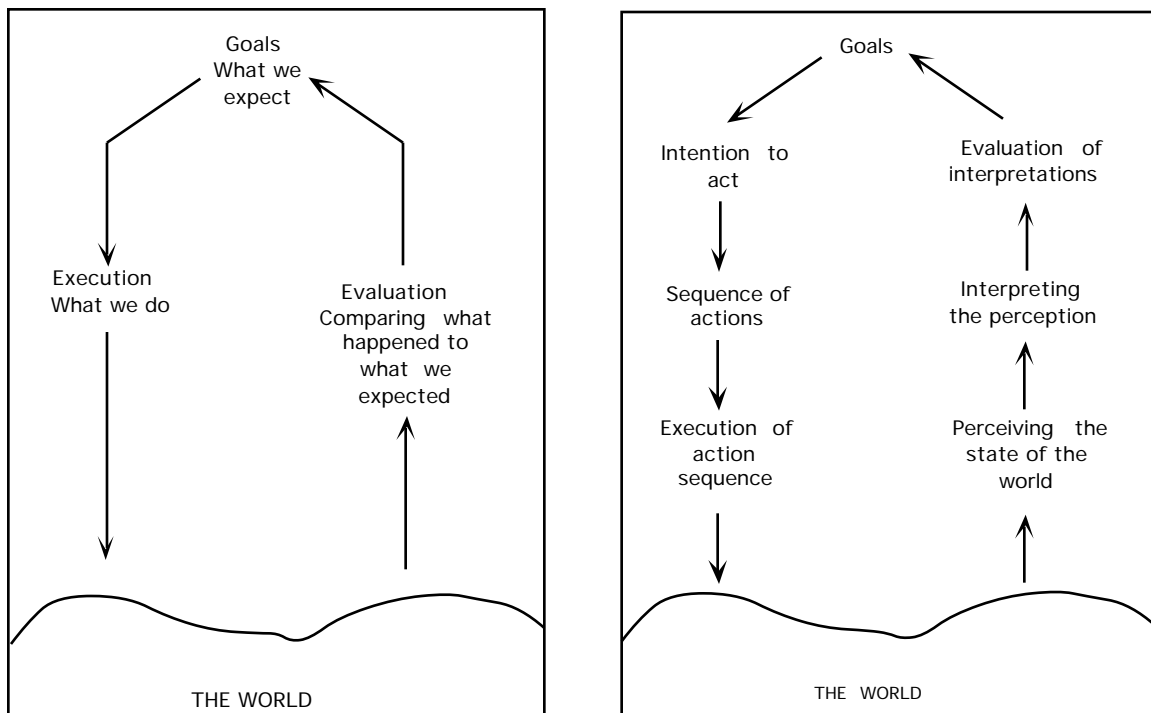 Goals
What we
expect
Execution
What we do
Evaluation
Comparing what
happened to
what we
expected
THE WORLD
Goals
Intention to
act
Sequence of
actions
Execution of
action
sequence
Evaluation of
interpretations
Interpreting
the perception
Perceiving the
state of the
world
THE WORLD